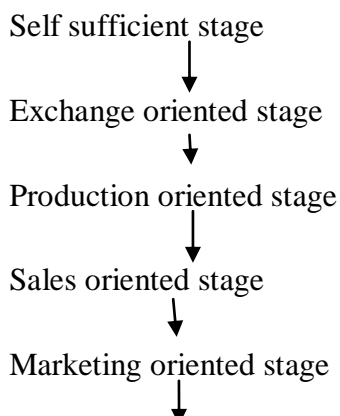 Self sufficient stage
Exchange oriented stage
Production oriented stage
Sales oriented stage
Marketing oriented stage